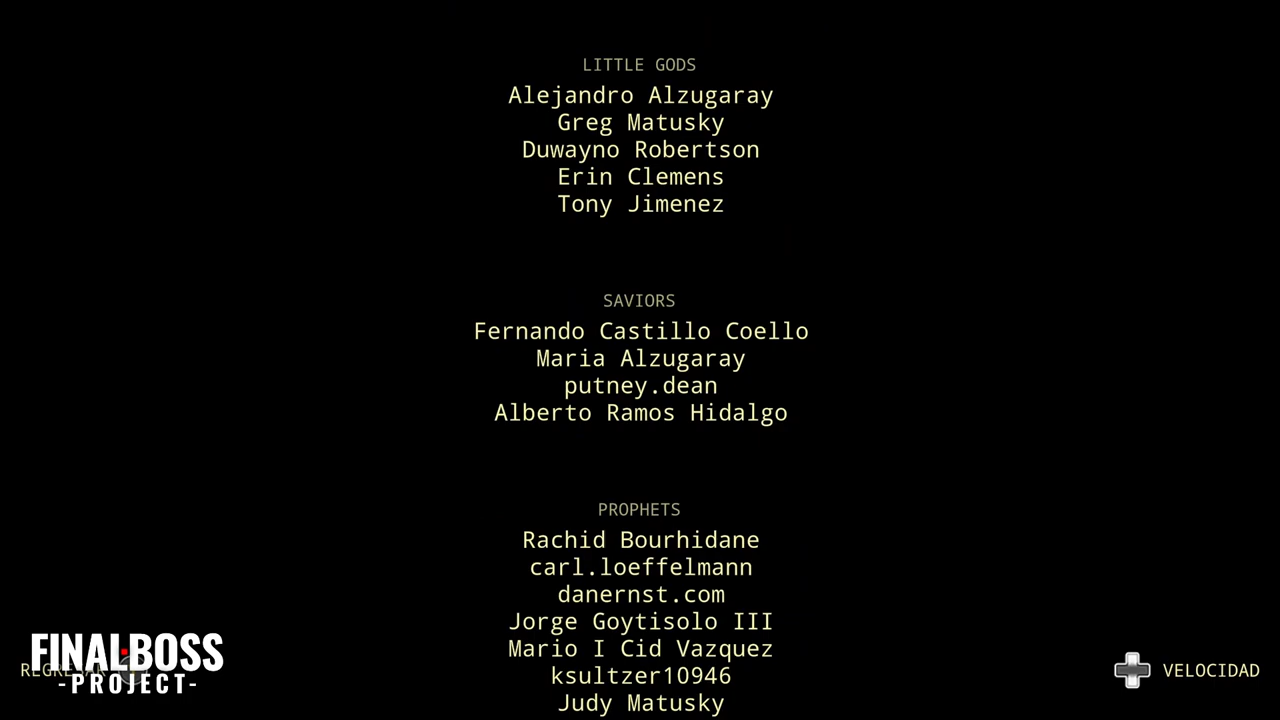 LITTLE GODS
Alejandro Alzugaray
Greg Matusky
Duwayno Robertson
Erin Clemens
Tony Jimenez
SAVIORS
Fernando Castillo Coello
Maria Alzugaray
putney.dean
Alberto Ramos Hidalgo
PROPHETS
Rachid Bourhidane
carl.loeffelmann
danernst.com
Jorge Goytisolo III
Mario I Cid Vazquez
ksultzer10946
Judy Matusky
FINALBOSS
-PROJECT-
VELOCIDAD